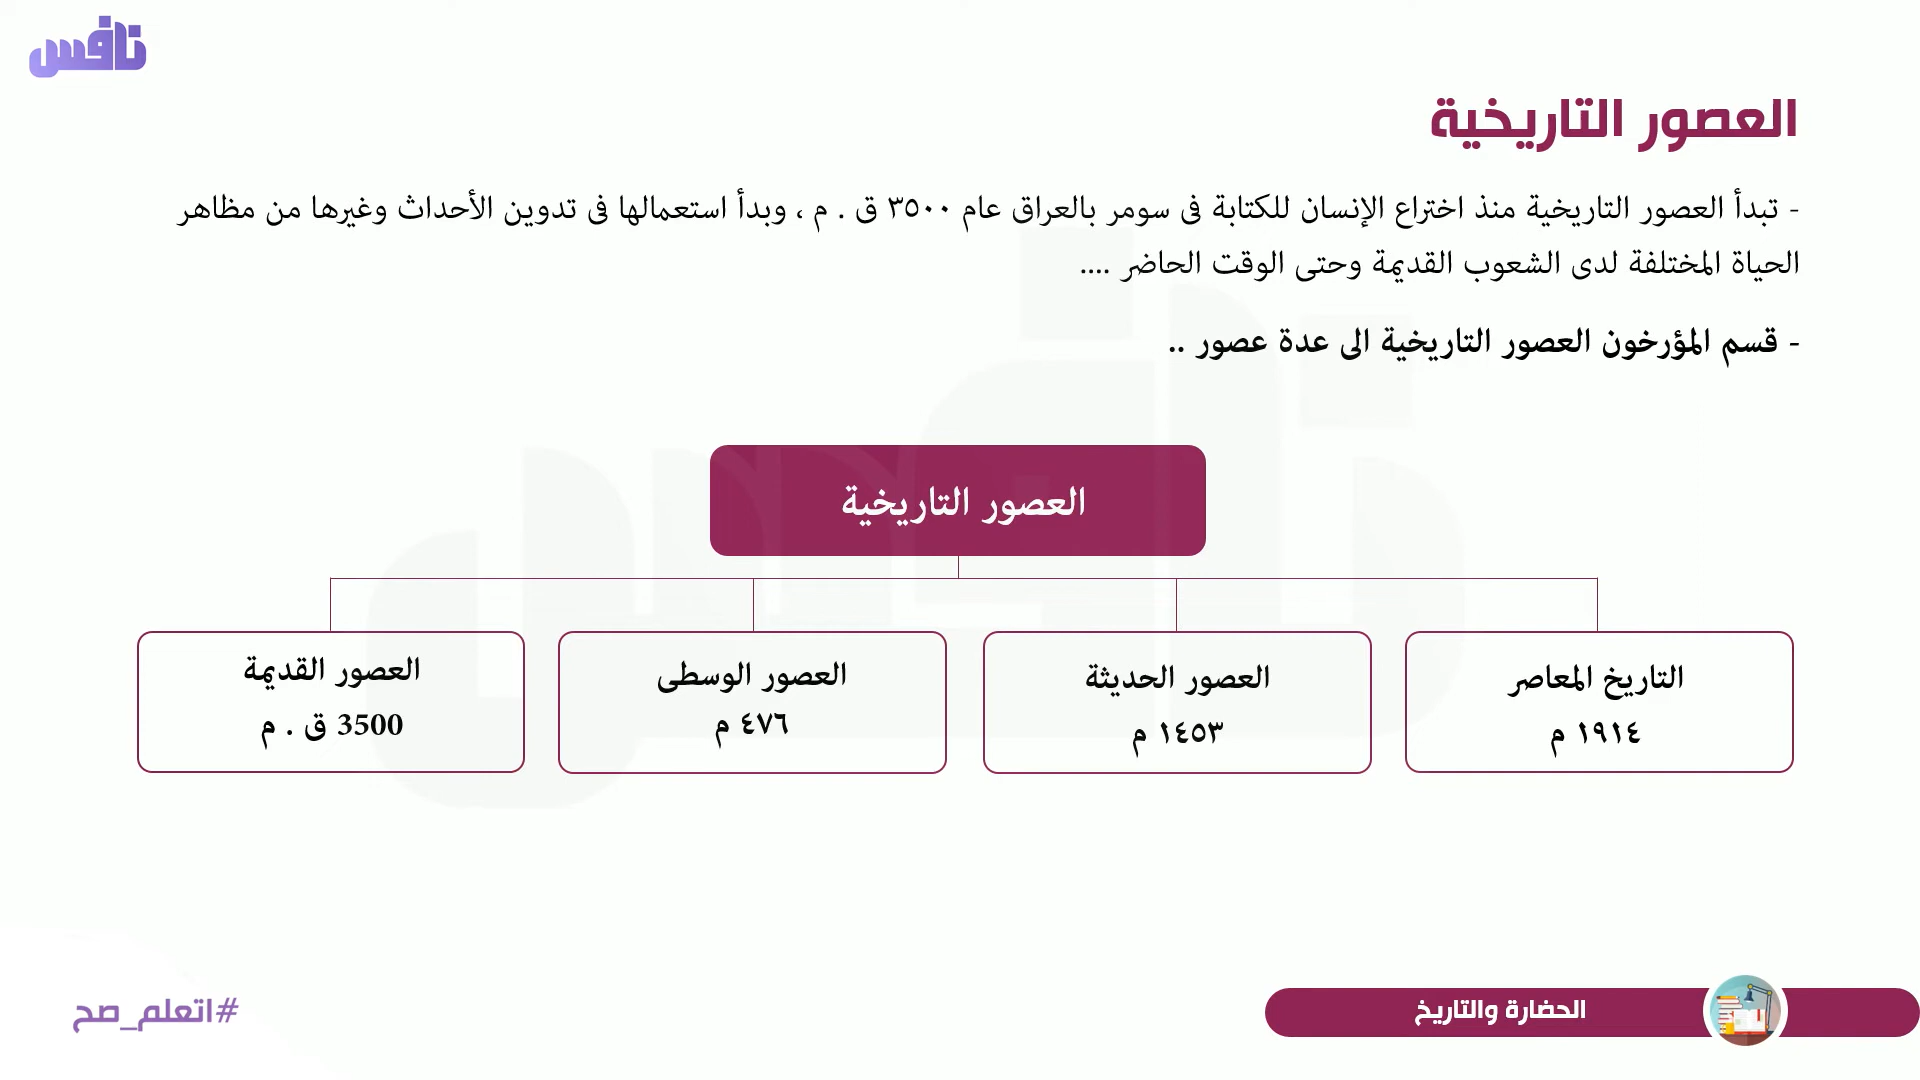 نافس
العصور التاريخية
- تبدأ العصور التاريخية منذ اختراع الإنسان للكتابة فى سومر بالعراق عام ٣٥٠٠ ق . م ، وبدأ استعمالها فى تدوين الأحداث وغيرها من مظاهر
الحياة المختلفة لدى الشعوب القديمة وحتى الوقت الحاضر ....
- قسم المؤرخون العصور التاريخية الى عدة عصور ..
العصور التاريخية
التاريخ المعاصر
١٩١٤ م
العصور الحديثة
١٤٥٣ م
العصور الوسطى
٤٧٦ م
العصور القديمة
3500 ق . م
الحضارة والتاريخ
#اتعلم_صح